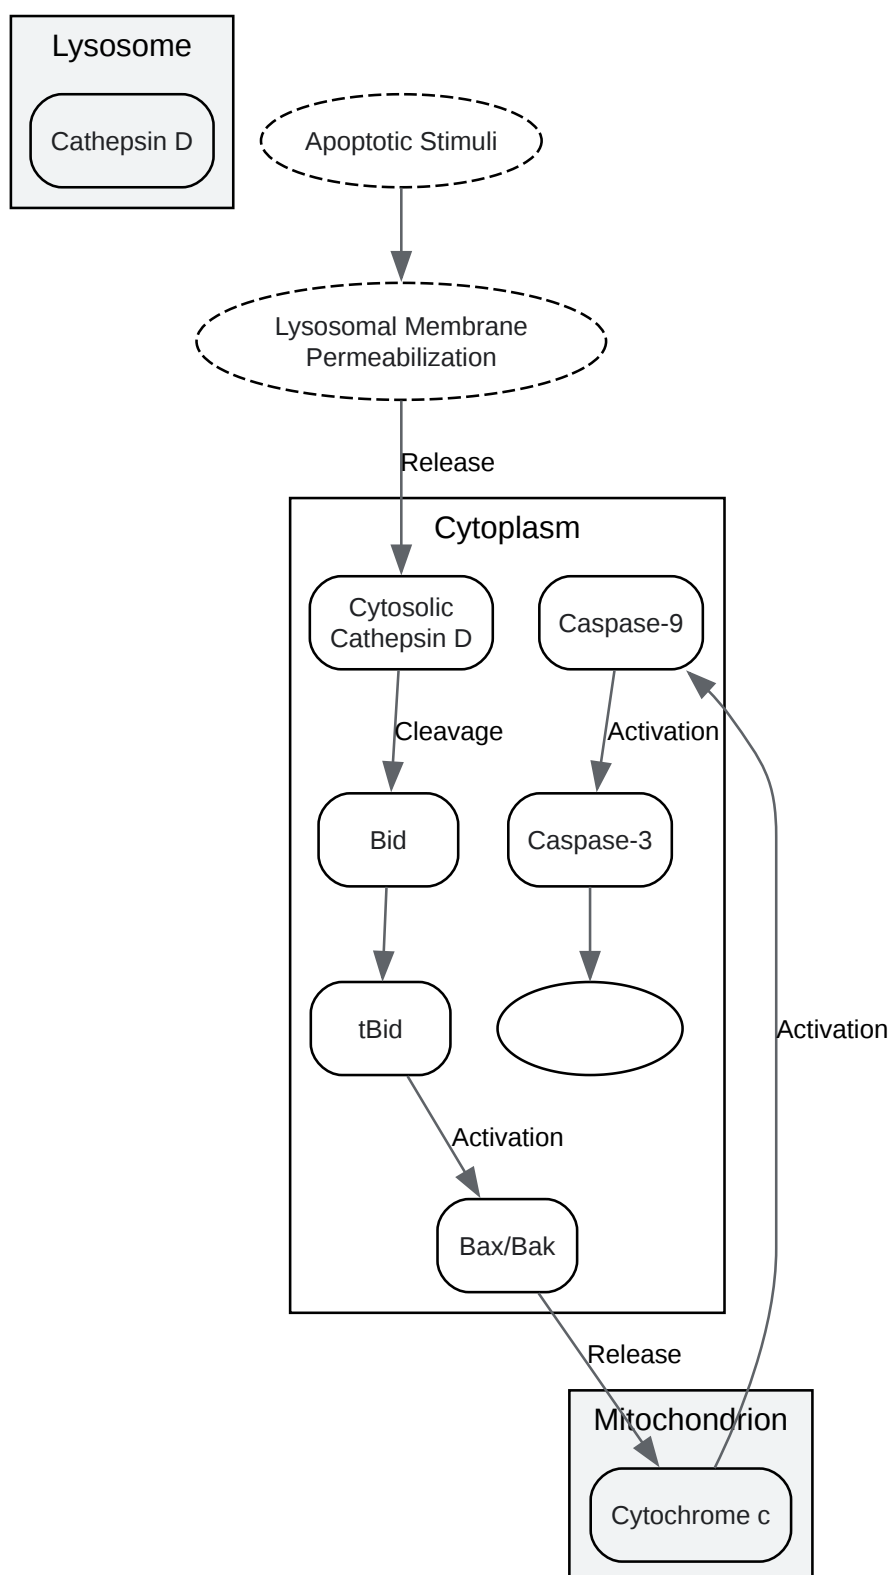 Lysosome
Cathepsin D
Apoptotic Stimuli
Lysosomal Membrane
Permeabilization
Release
Cytoplasm
Cytosolic
Cathepsin D
Caspase-9
Cleavage
Activation
Bid
Caspase-3
tBid
Activation
Activation
Bax/Bak
Release
Mitochondrion
Cytochrome c